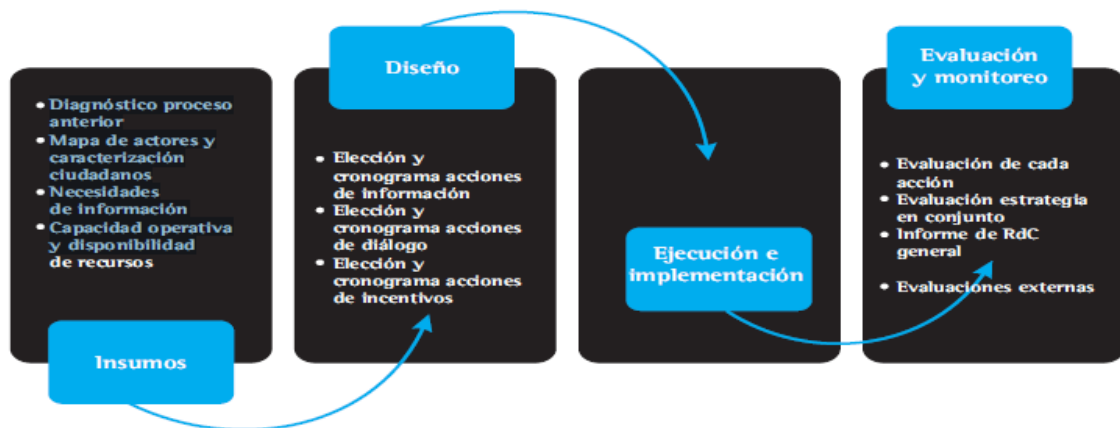 • Diagnóstico proceso
anterior
• Mapa de actores y
caracterización
ciudadanos
• Necesidades
de información
• Capacidad operativa
y disponibilidad
de recursos
Insumos
Diseño
• Elección y
cronograma acciones
de información
• Elección y
cronograma acciones
de diálogo
• Elección y
cronograma acciones
de incentivos
Ejecución e
implementación
Evaluación
y monitoreo
• Evaluación de cada
acción
• Evaluación estrategia
en conjunto
• Informe de RdC
general
• Evaluaciones externas